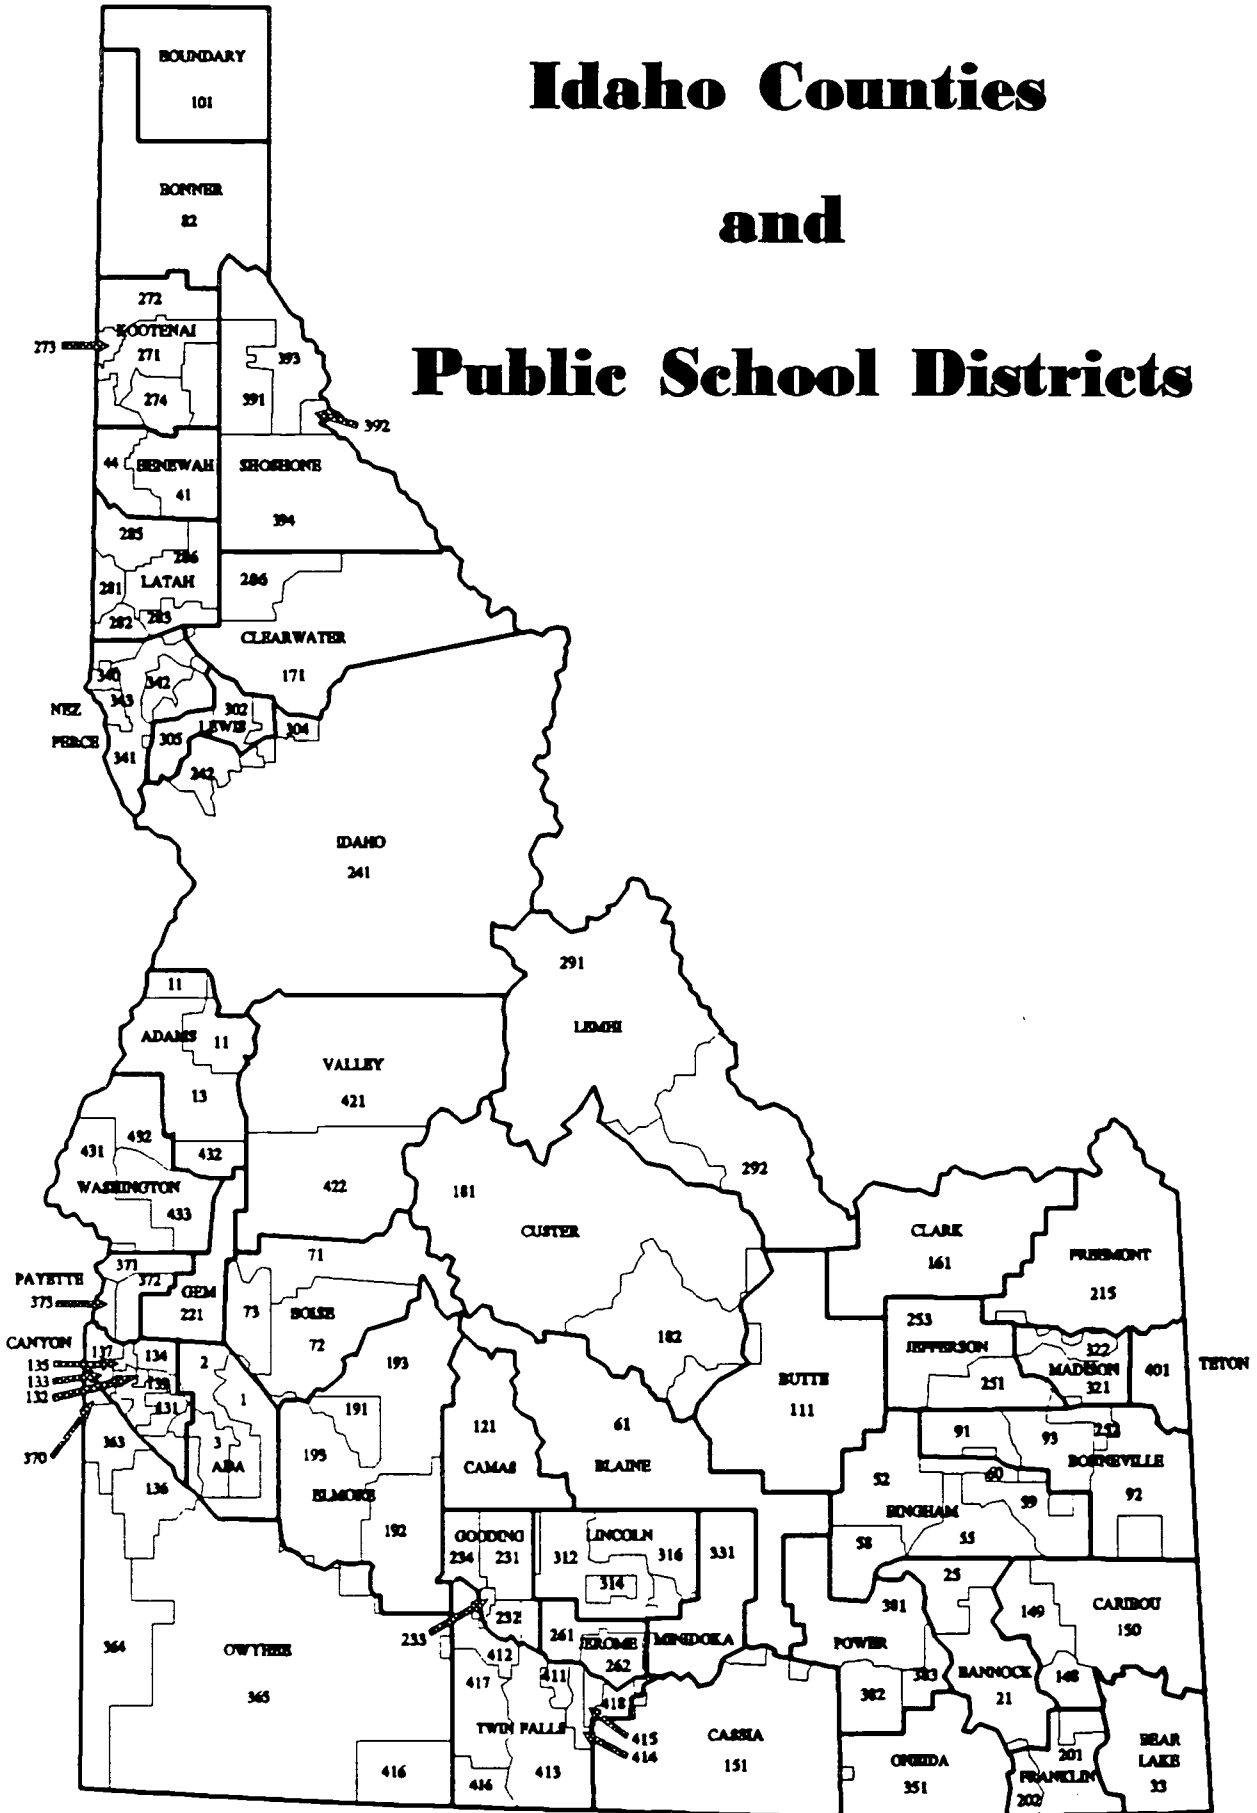 Idaho Counties
and
Public School Districts
BOUNDARY
101
BONNER
82
272
KOOTENAI
273
271
274
393
391
392
44
BENEWAH
41
SHOSHONE
394
285
286
281
LATAH
282
283
286
CLEARWATER
171
340
342
343
NEZ
PERCE
341
302
LEWIS
305
304
242
IDAHO
241
11
ADAMS
11
13
VALLEY
421
432
431
432
WASHINGTON
433
422
291
LEMHI
292
181
CUSTER
182
CLARK
161
FREEMONT
215
371
PAYETTE
372
373
GEM
221
71
73
BOISE
72
CANYON
137
134
135
133
132
139
131
370
363
136
2
1
3
ADA
193
191
193
ELMORE
192
121
CAMAS
61
BLAINE
BUTTE
111
253
JEFFERSON
251
322
MADISON
321
401
TETON
91
93
252
BONNEVILLE
92
52
60
59
BINGHAM
58
55
GOODING
234
231
LINCOLN
312
316
314
331
233
232
261
JEROME
262
MINIDOKA
381
POWER
383
382
25
BANNOCK
21
149
CARIBOU
150
148
364
OWYHEE
365
416
412
417
411
418
415
414
TWIN FALLS
416
413
CASSIA
151
ONEIDA
351
201
FRANKLIN
202
BEAR
LAKE
33